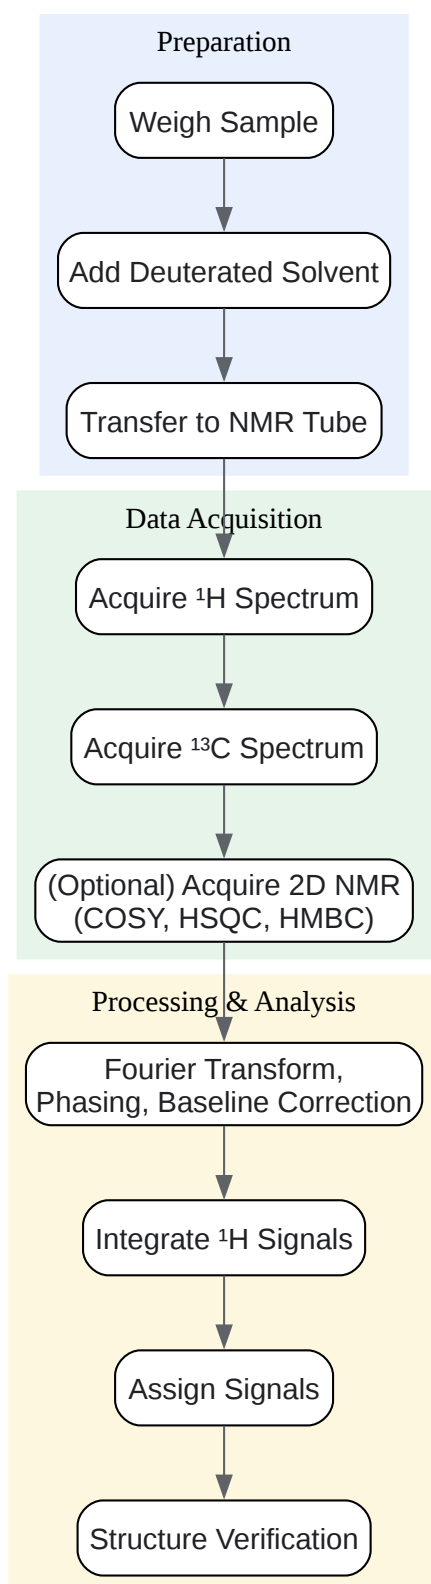 Preparation
Weigh Sample
Add Deuterated Solvent
Transfer to NMR Tube
Data Acquisition
Acquire ¹H Spectrum
Acquire ¹³C Spectrum
(Optional) Acquire 2D NMR
(COSY, HSQC, HMBC)
Processing & Analysis
Fourier Transform,
Phasing, Baseline Correction
Integrate ¹H Signals
Assign Signals
Structure Verification